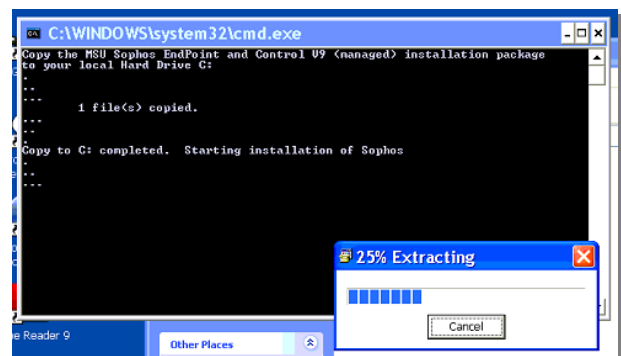 C:\WINDOWS\system32\cmd.exe
Copy the MSU Sophos EndPoint and Control V9 (managed) installation package
to your local Hard Drive C:
.
..
...
1 file(s) copied.
...
..
.
Copy to C: completed. Starting installation of Sophos
.
..
...
25% Extracting
Cancel
Reader 9
Other Places